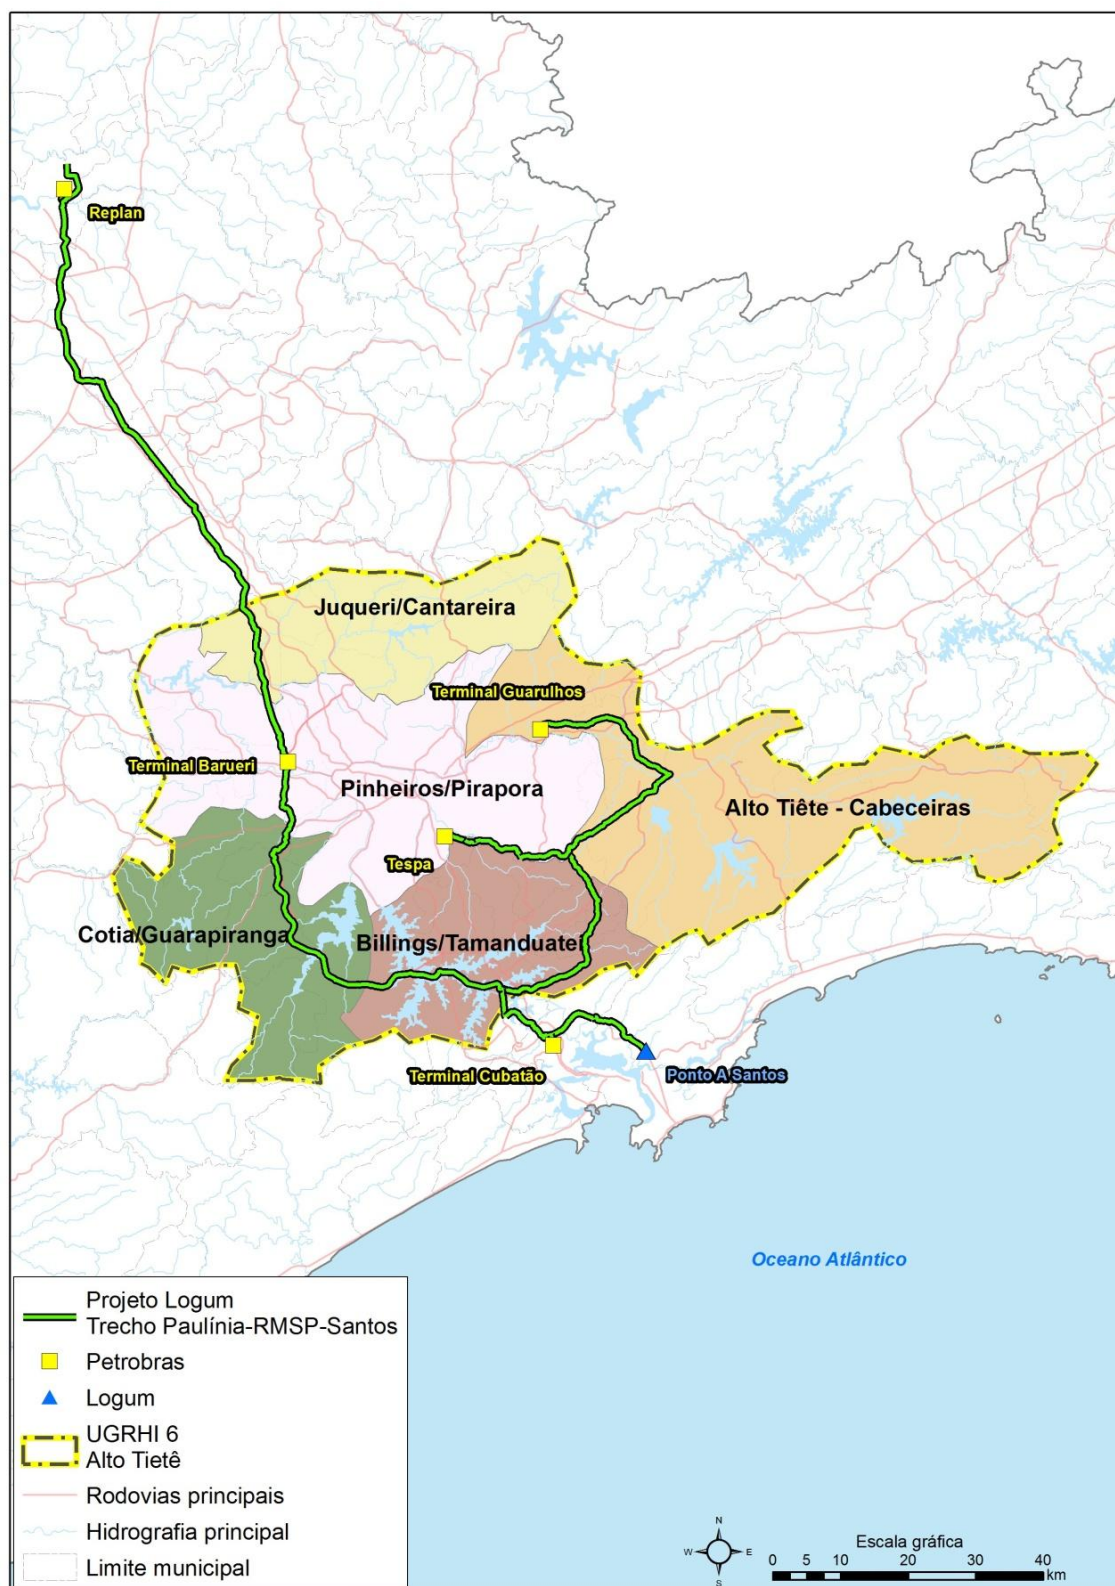 Replan
Juqueri/Cantareira
Terminal Guarulhos
Terminal Barueri
Pinheiros/Pirapora
Alto Tiête - Cabeceiras
Tespa
Cotia/Guarapiranga
Billings/Tamanduatei
Terminal Cubatão
Ponto A Santos
Oceano Atlântico
Projeto Logum
Trecho Paulínia-RMSP-Santos
Petrobras
Logum
UGRHI 6
Alto Tietê
Rodovias principais
Hidrografia principal
Limite municipal
N
W E
S
Escala gráfica
0 5 10 20 30 40
km